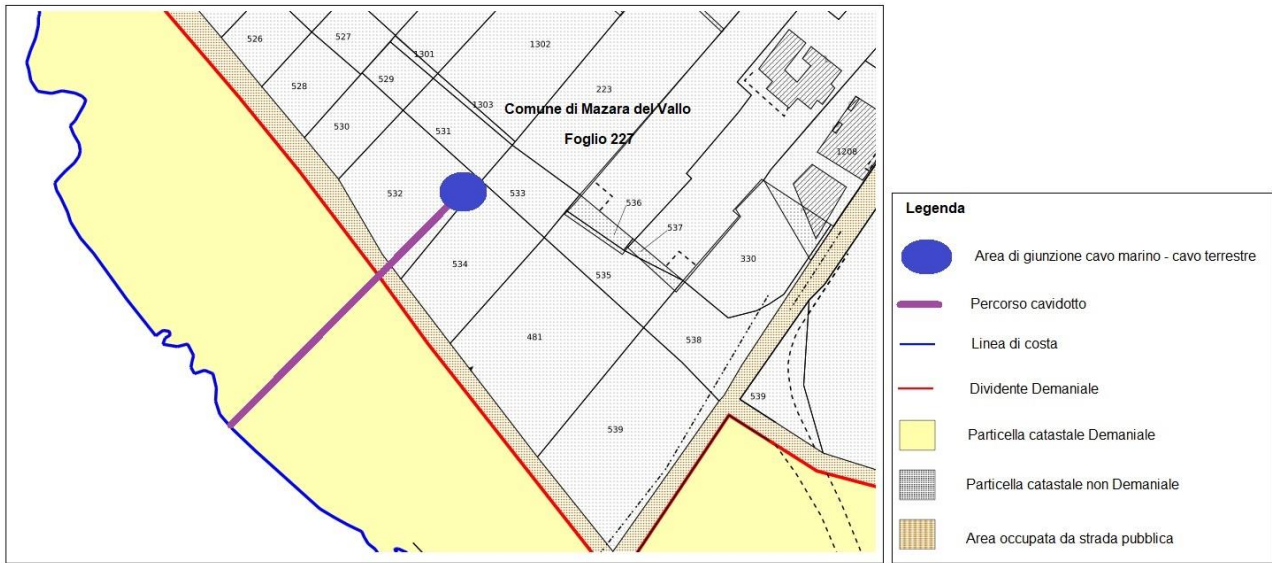 526
527
1301
1302
528
529
1303
223
Comune di Mazara del Vallo
530
531
Foglio 227
1208
532
533
536
537
534
535
330
481
538
539
539
Legenda
Area di giunzione cavo marino - cavo terrestre
Percorso cavidotto
Linea di costa
Dividente Demaniale
Particella catastale Demaniale
Particella catastale non Demaniale
Area occupata da strada pubblica